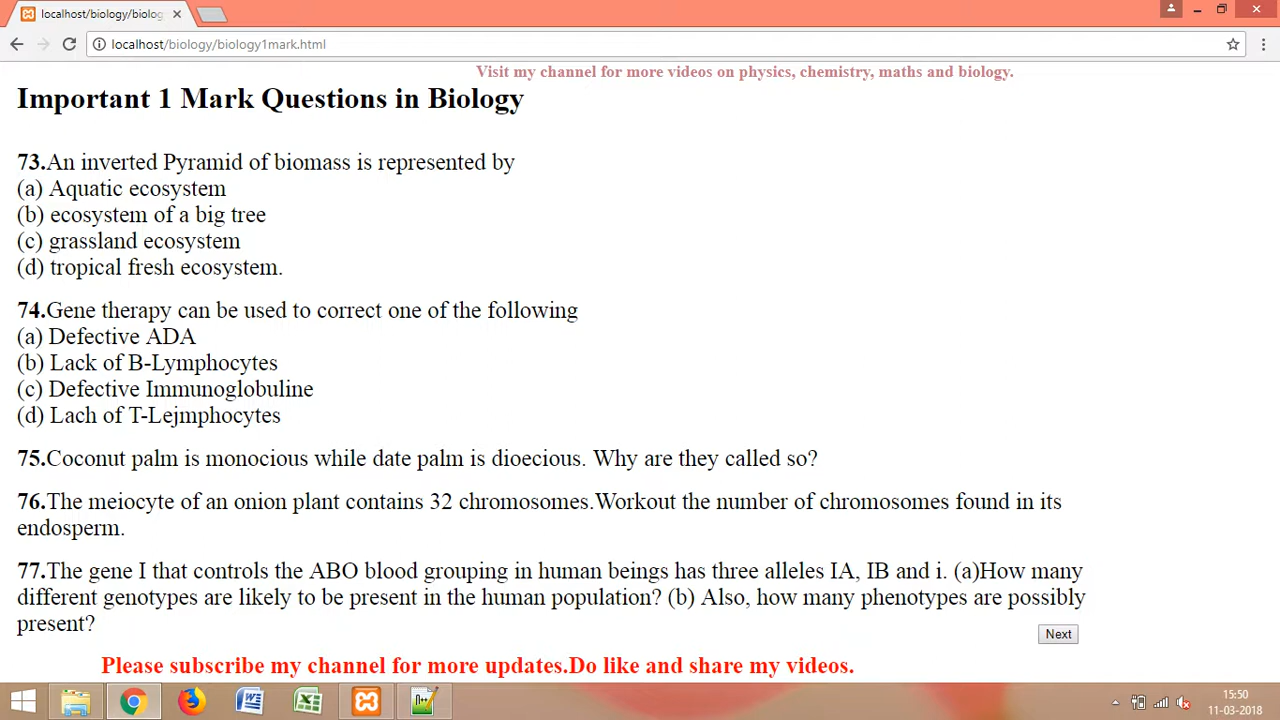 localhost/biology/biolog
localhost/biology/biology1mark.html
Visit my channel for more videos on physics, chemistry, maths and biology.
Important 1 Mark Questions in Biology
73.An inverted Pyramid of biomass is represented by
(a) Aquatic ecosystem
(b) ecosystem of a big tree
(c) grassland ecosystem
(d) tropical fresh ecosystem.
74.Gene therapy can be used to correct one of the following
(a) Defective ADA
(b) Lack of B-Lymphocytes
(c) Defective Immunoglobuline
(d) Lach of T-Lejmphocytes
75.Coconut palm is monocious while date palm is dioecious. Why are they called so?
76.The meiocyte of an onion plant contains 32 chromosomes.Workout the number of chromosomes found in its
endosperm.
77.The gene I that controls the ABO blood grouping in human beings has three alleles IA, IB and i. (a)How many
different genotypes are likely to be present in the human population? (b) Also, how many phenotypes are possibly
present?
Next
Please subscribe my channel for more updates.Do like and share my videos.
15:50
11-03-2018